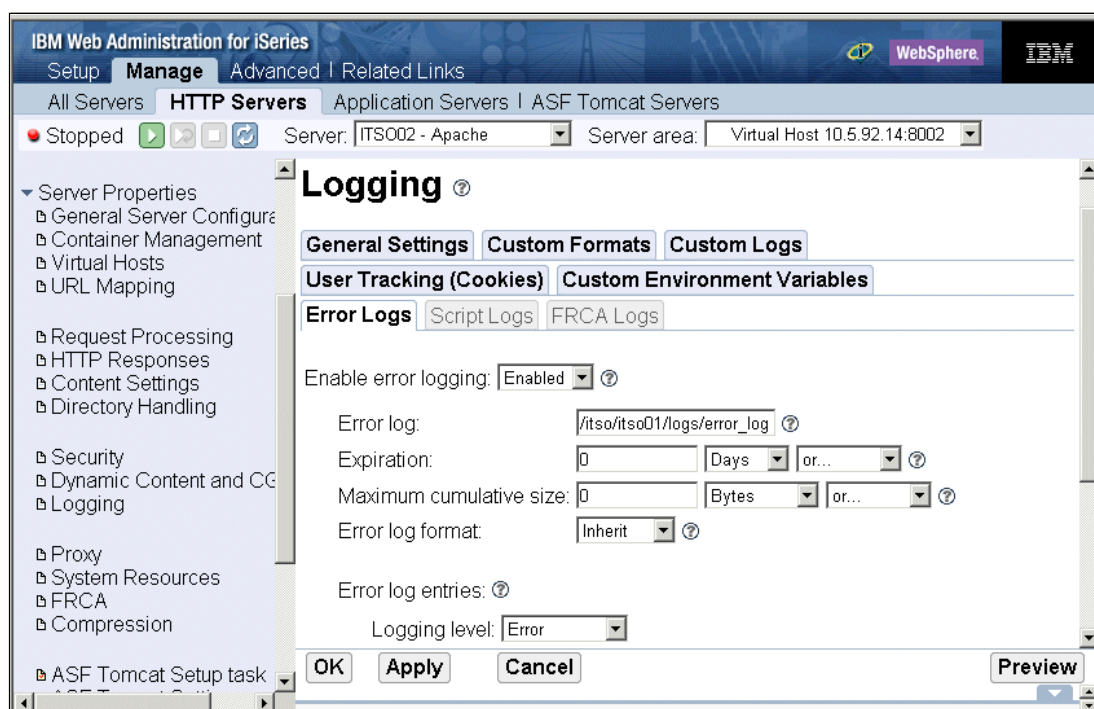 IBM Web Administration for iSeries
WebSphere.
IBM
Setup Manage Advanced | Related Links
All Servers HTTP Servers Application Servers | ASF Tomcat Servers
Stopped Server: ITSO02 - Apache Server area: Virtual Host 10.5.92.14:8002
Server Properties
General Server Configura
Container Management
Virtual Hosts
URL Mapping
Request Processing
HTTP Responses
Content Settings
Directory Handling
Security
Dynamic Content and CG
Logging
Proxy
System Resources
FRCA
Compression
ASF Tomcat Setup task
Logging
General Settings Custom Formats Custom Logs
User Tracking (Cookies) Custom Environment Variables
Error Logs Script Logs FRCA Logs
Enable error logging: Enabled
Error log: /itso/itso01/logs/error_log
Expiration: 0 Days or...
Maximum cumulative size: 0 Bytes or...
Error log format: Inherit
Error log entries:
Logging level: Error
OK Apply Cancel Preview